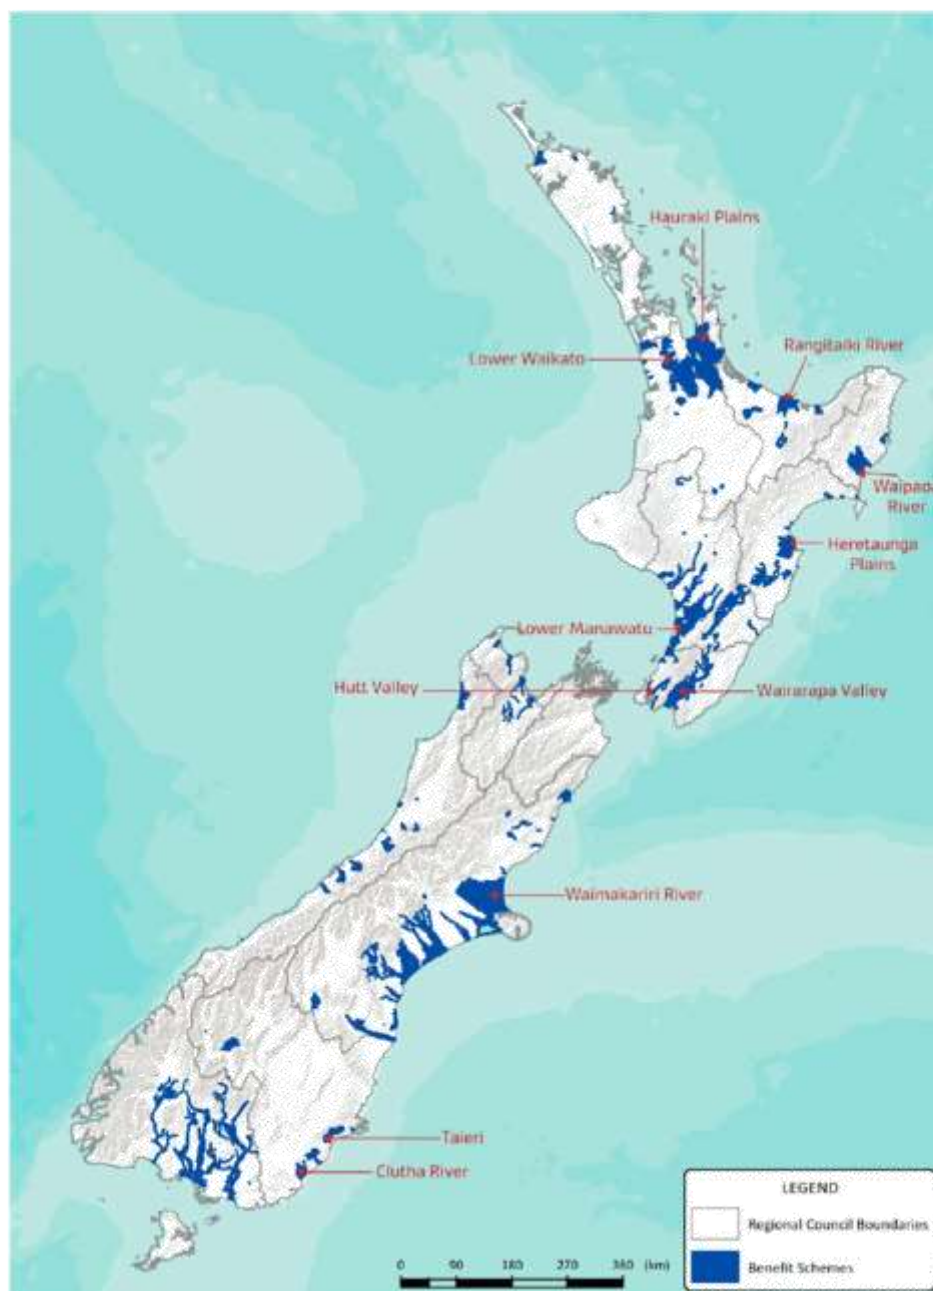 Hauraki Plains
Lower Waikato
Rangitaiki River
Waipaoa
River
Heretaunga
Plains
Lower Manawatu
Hutt Valley
Wairarapa Valley
Waimakariri River
Taieri
Clutha River
LEGEND
Regional Council Boundaries
Benefit Schemes
0 90 180 270 360 (km)